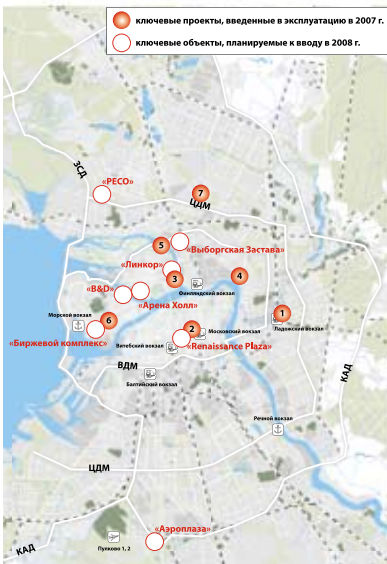 ключевые проекты, введенные в эксплуатацию в 2007 г.
ключевые объекты, планируемые к вводу в 2008 г.
ЗСД
«РЕСО»
7
ЦДМ
5
«Выборгская Застава»
«Линкор»
3
4
Финляндский вокзал
«B&D»
«Арена Холл»
1
Ладожский вокзал
Морской вокзал
6
2
Московский вокзал
«Биржевой комплекс»
Витебский вокзал
«Renaissance Plaza»
ВДМ
Балтийский вокзал
КАД
Речной вокзал
ЦДМ
«Аэроплаза»
КАД
Пулково 1, 2